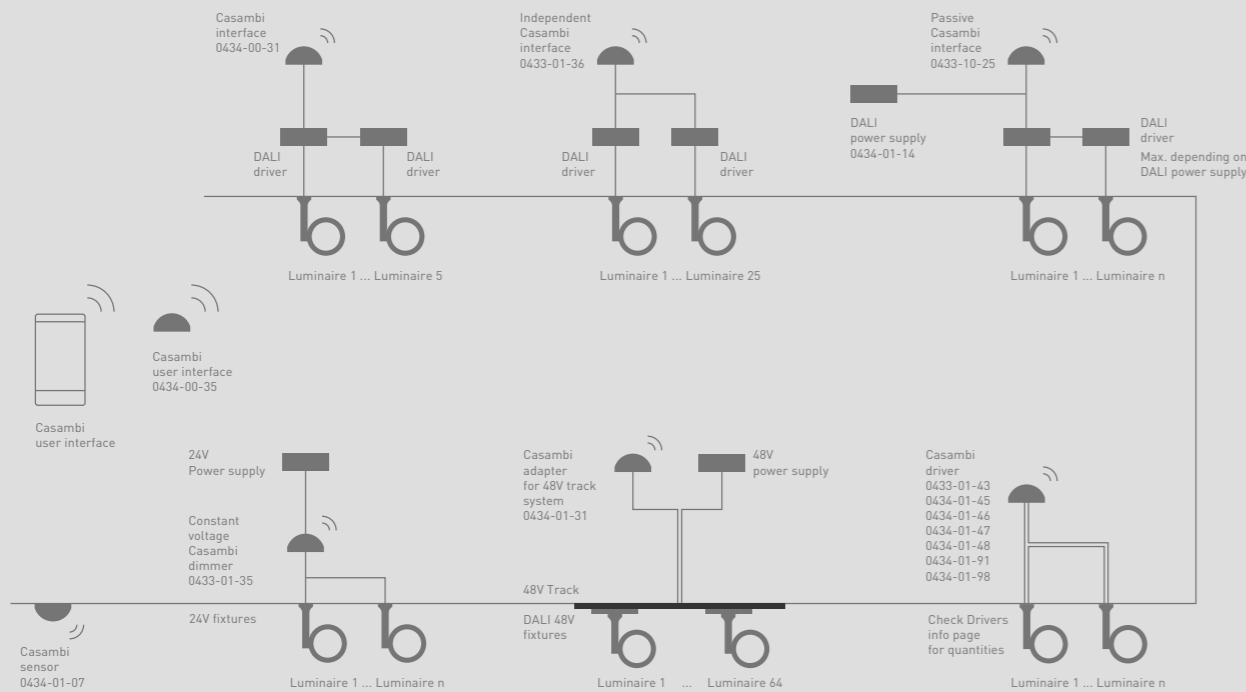 Casambi
interface
0434-00-31
Independent
Casambi
interface
0433-01-36
Passive
Casambi
interface
0433-10-25
DALI
driver
DALI
driver
DALI
driver
DALI
driver
DALI
power supply
0434-01-14
DALI
driver
Max. depending on
DALI power supply
Luminaire 1 ... Luminaire 5
Luminaire 1 ... Luminaire 25
Luminaire 1 ... Luminaire n
Casambi
user interface
Casambi
user interface
0434-00-35
24V
Power supply
Constant
voltage
Casambi
dimmer
0433-01-35
Casambi
adapter
for 48V track
system
0434-01-31
48V
power supply
Casambi
driver
0433-01-43
0434-01-45
0434-01-46
0434-01-47
0434-01-48
0434-01-91
0434-01-98
48V Track
24V fixtures
DALI 48V
fixtures
Check Drivers
info page
for quantities
Casambi
sensor
0434-01-07
Luminaire 1 ... Luminaire n
Luminaire 1 ... Luminaire 64
Luminaire 1 ... Luminaire n